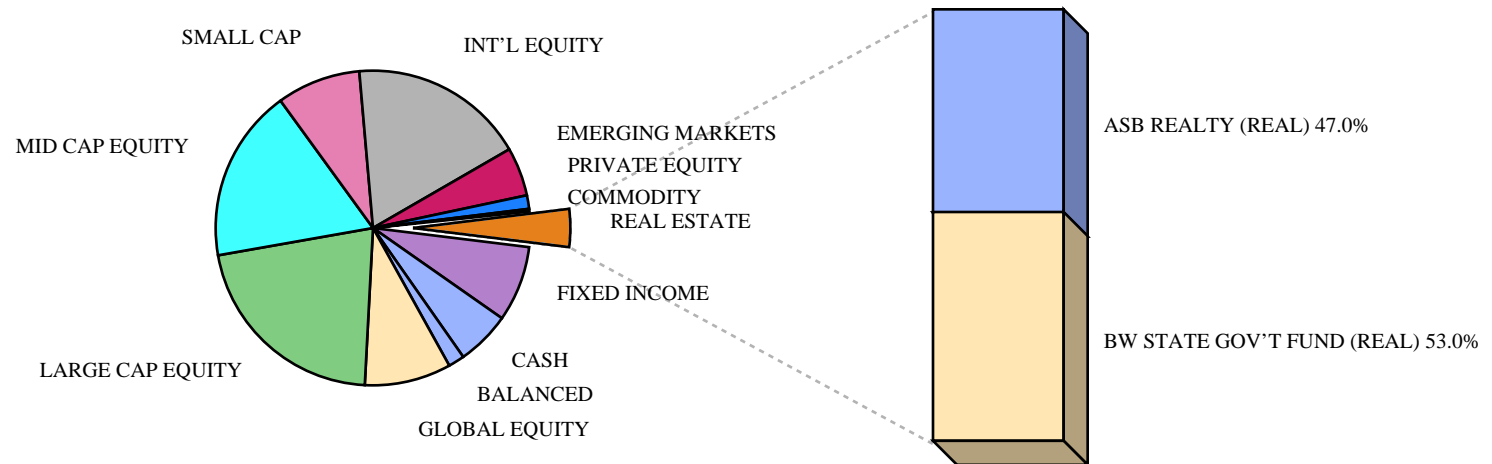 SMALL CAP
INT’L EQUITY
EMERGING MARKETS
MID CAP EQUITY
PRIVATE EQUITY
COMMODITY
REAL ESTATE
FIXED INCOME
LARGE CAP EQUITY
CASH
BALANCED
GLOBAL EQUITY
ASB REALTY (REAL) 47.0%
BW STATE GOV’T FUND (REAL) 53.0%